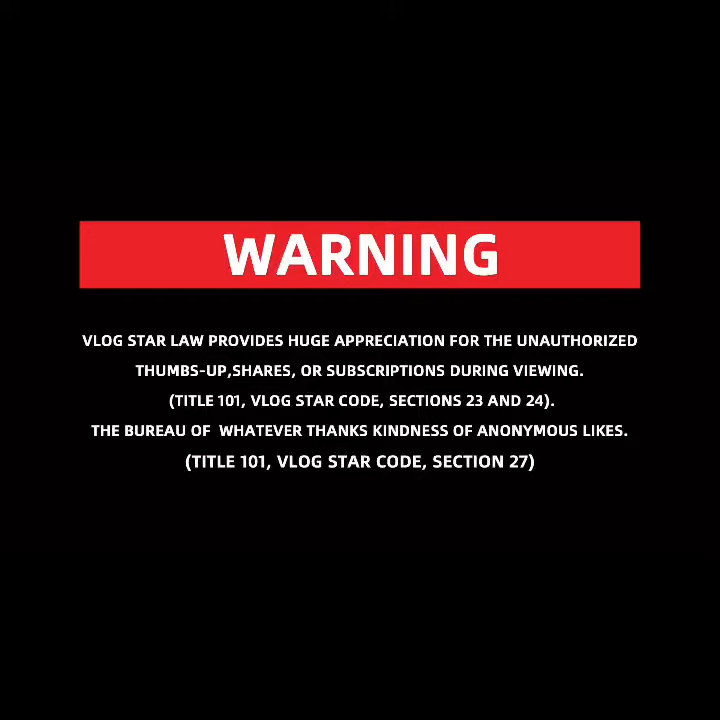 WARNING
VLOG STAR LAW PROVIDES HUGE APPRECIATION FOR THE UNAUTHORIZED
THUMBS-UP,SHARES, OR SUBSCRIPTIONS DURING VIEWING.
(TITLE 101, VLOG STAR CODE, SECTIONS 23 AND 24).
THE BUREAU OF  WHATEVER THANKS KINDNESS OF ANONYMOUS LIKES.
(TITLE 101, VLOG STAR CODE, SECTION 27)